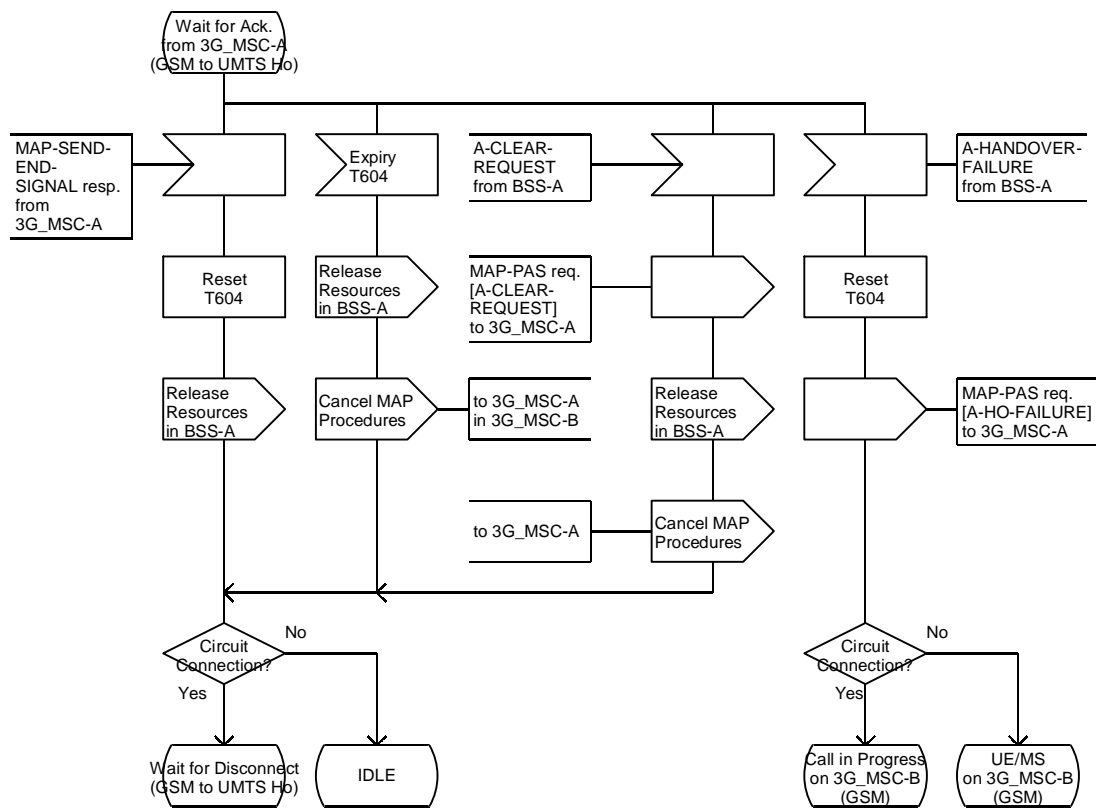 Wait for Ack.
from 3G_MSC-A
(GSM to UMTS Ho)
MAP-SEND-
END-
SIGNAL resp.
from
3G_MSC-A
Expiry
T604
A-CLEAR-
REQUEST
from BSS-A
A-HANDOVER-
FAILURE
from BSS-A
Reset
T604
Release
Resources
in BSS-A
MAP-PAS req.
[A-CLEAR-
REQUEST]
to 3G_MSC-A
Reset
T604
Release
Resources
in BSS-A
Cancel MAP
Procedures
to 3G_MSC-A
in 3G_MSC-B
Release
Resources
in BSS-A
MAP-PAS req.
[A-HO-FAILURE]
to 3G_MSC-A
to 3G_MSC-A
Cancel MAP
Procedures
Circuit
Connection?
No
Yes
Circuit
Connection?
No
Yes
Wait for Disconnect
(GSM to UMTS Ho)
IDLE
Call in Progress
on 3G_MSC-B
(GSM)
UE/MS
on 3G_MSC-B
(GSM)